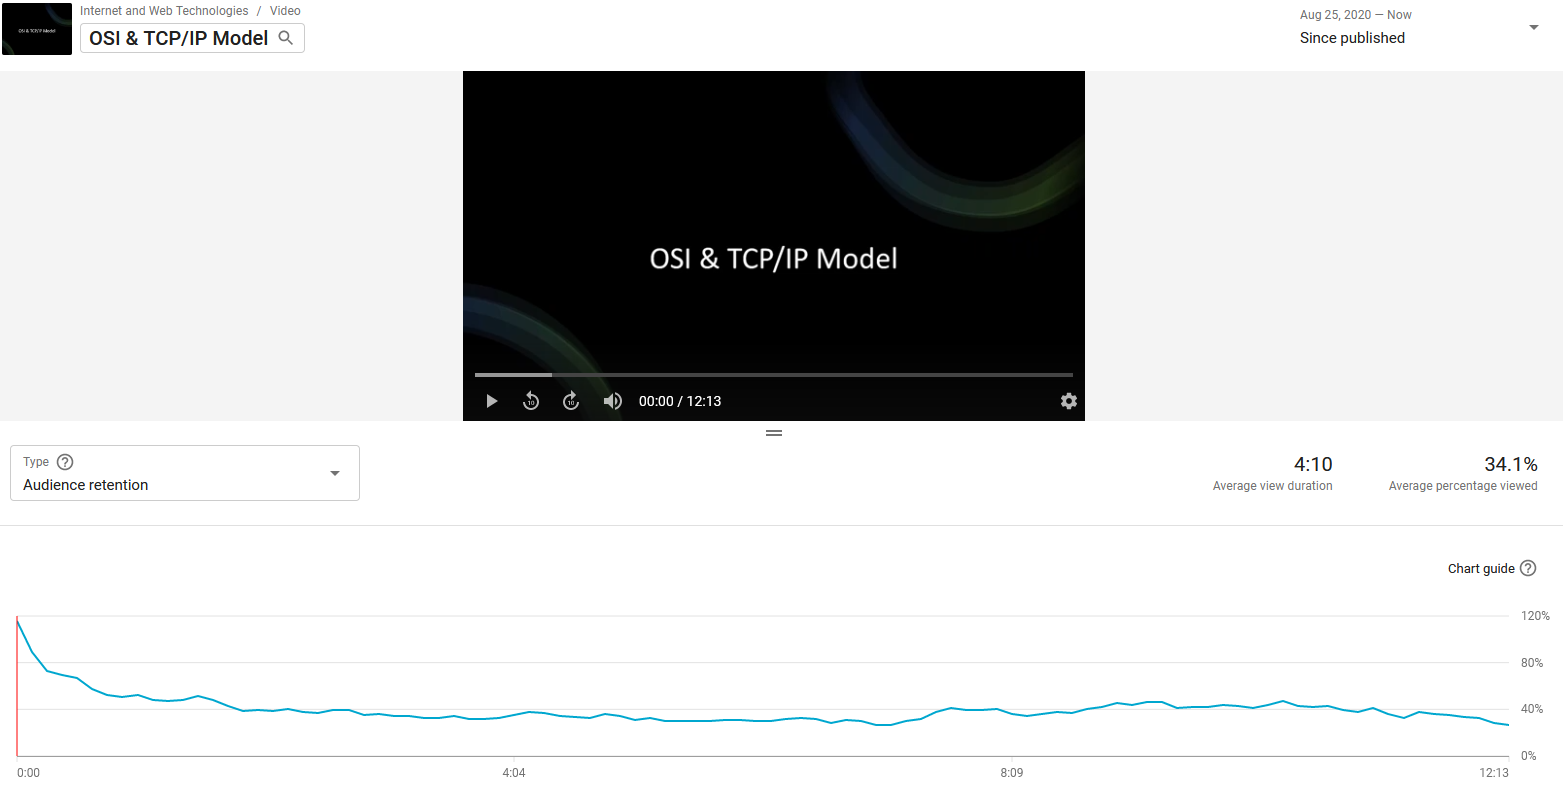 Internet and Web Technologies / Video
OSI & TCP/IP Model
OSI & TCP/IP Model
Aug 25, 2020 — Now
Since published
OSI & TCP/IP Model
10
10
00:00 / 12:13
Type ?
Audience retention
4:10
Average view duration
34.1%
Average percentage viewed
Chart guide ?
120%
80%
40%
0%
0:00
4:04
8:09
12:13